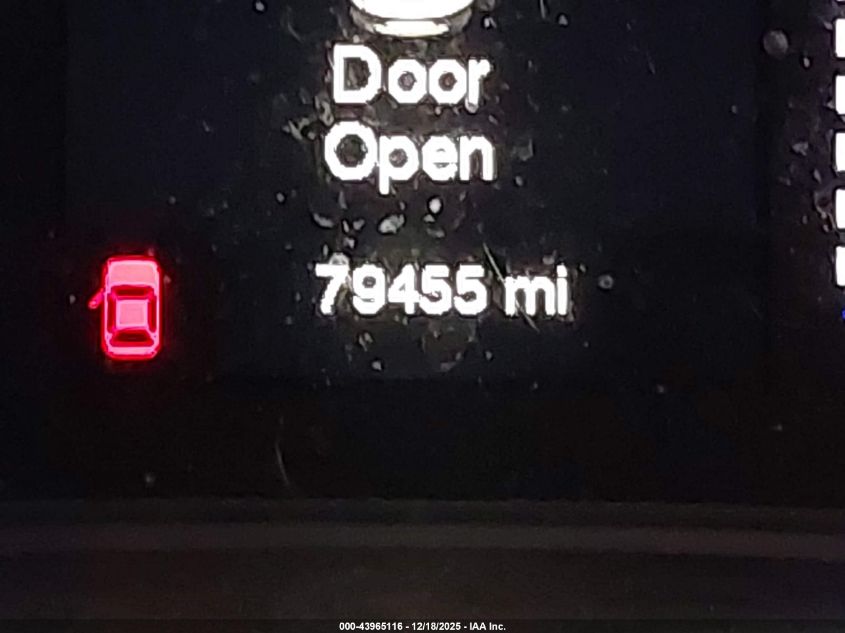 Door
Open
79455 mi
000-43965116 - 12/18/2025 - IAA Inc.